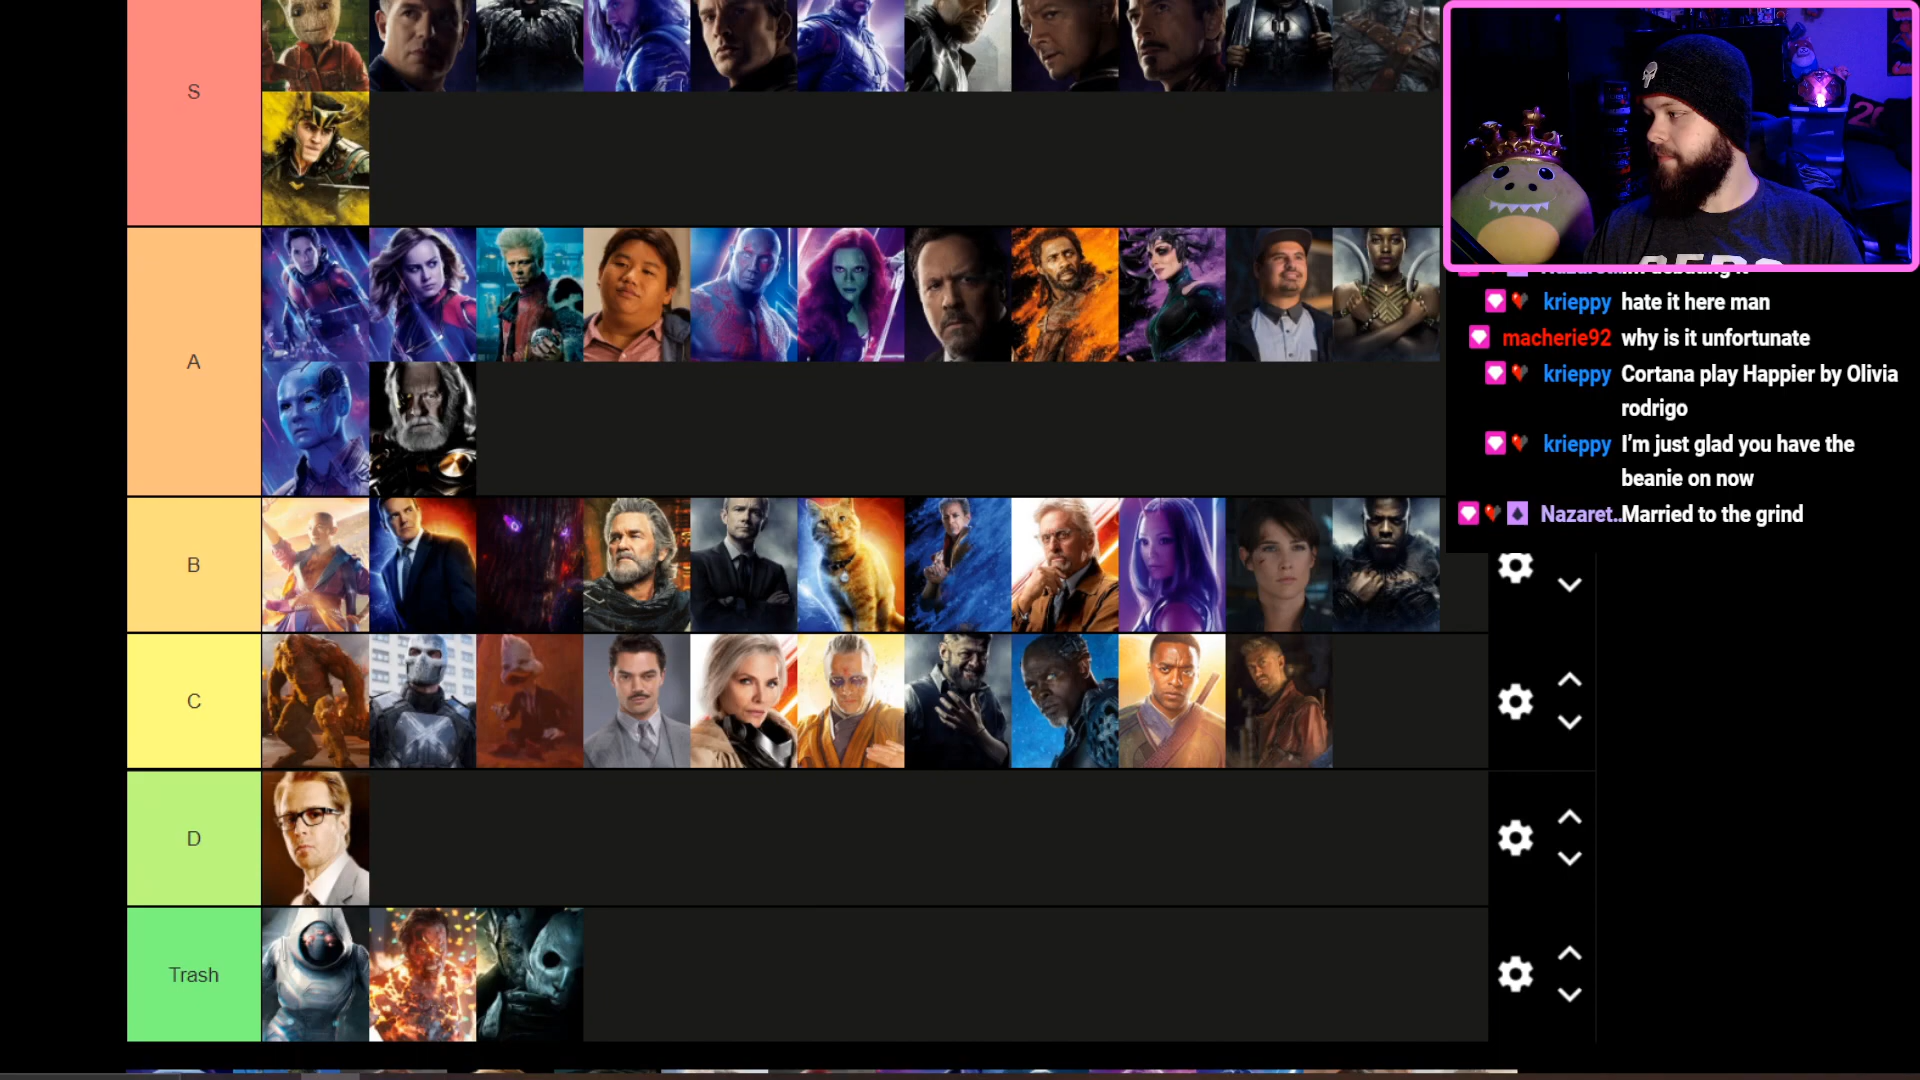 S
A
B
C
D
Trash
krieppy hate it here man
macherie92 why is it unfortunate
krieppy Cortana play Happier by Olivia
rodrigo
krieppy I’m just glad you have the
beanie on now
Nazaret.. Married to the grind